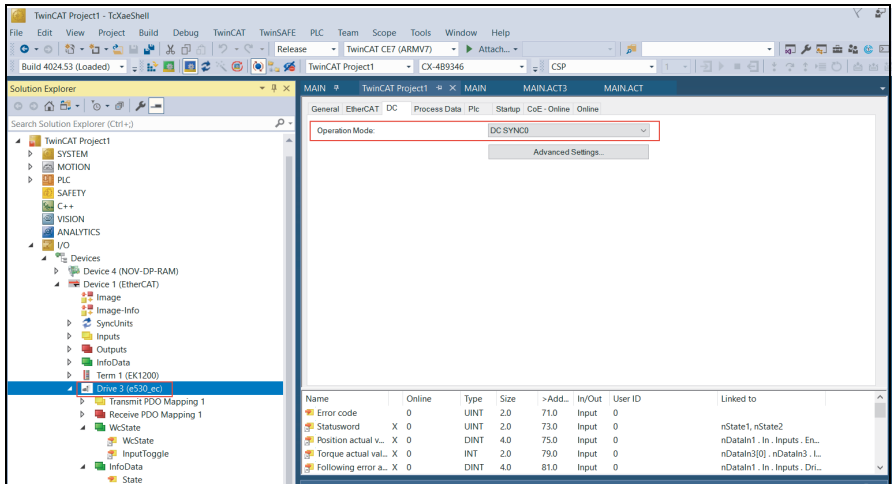 TwinCAT Project1 - TcXaeShell
File Edit View Project Build Debug TwinCAT TwinSAFE PLC Team Scope Tools Window Help
Release TwinCAT CE7 (ARMV7) Attach...
Build 4024.53 (Loaded) TwinCAT Project1 CX-4B9346 CSP 1
Solution Explorer
MAIN TwinCAT Project1 MAIN MAIN.ACT3 MAIN.ACT
General EtherCAT DC Process Data Plc Startup CoE - Online Online
Search Solution Explorer (Ctrl+;)
Operation Mode: DC SYNC0
Advanced Settings...
TwinCAT Project1
SYSTEM
MOTION
PLC
SAFETY
C++
VISION
ANALYTICS
I/O
Devices
Device 4 (NOV-DP-RAM)
Device 1 (EtherCAT)
Image
Image-Info
SyncUnits
Inputs
Outputs
InfoData
Term 1 (EK1200)
Drive 3 (e530_ec)
Transmit PDO Mapping 1
Receive PDO Mapping 1
WcState
WcState
InputToggle
InfoData
State
Name Online Type Size >Add... In/Out User ID Linked to
Error code 0 UINT 2.0 71.0 Input 0
Statusword X 0 UINT 2.0 73.0 Input 0 nState1, nState2
Position actual v... X 0 DINT 4.0 75.0 Input 0 nDataIn1 . In . Inputs . En...
Torque actual val... X 0 INT 2.0 79.0 Input 0 nDataIn3[0] . nDataIn3 . I...
Following error a... X 0 DINT 4.0 81.0 Input 0 nDataIn1 . In . Inputs . Dri...